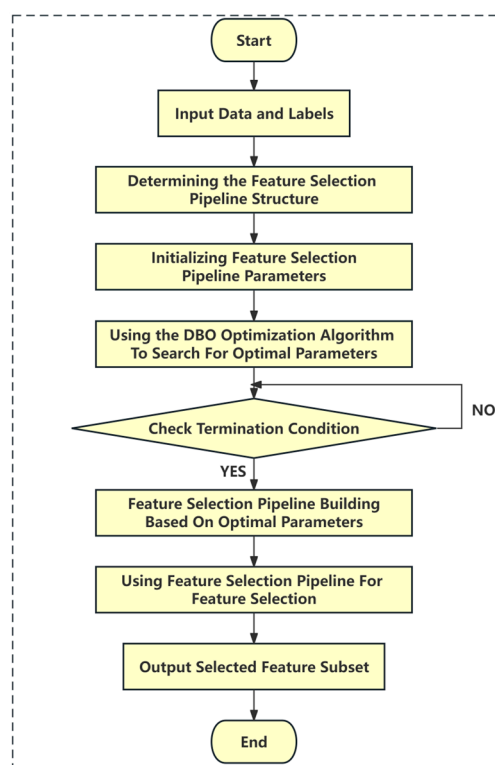 Start
Input Data and Labels
Determining the Feature Selection
Pipeline Structure
Initializing Feature Selection
Pipeline Parameters
Using the DBO Optimization Algorithm
To Search For Optimal Parameters
Check Termination Condition
NO
YES
Feature Selection Pipeline Building
Based On Optimal Parameters
Using Feature Selection Pipeline For
Feature Selection
Output Selected Feature Subset
End